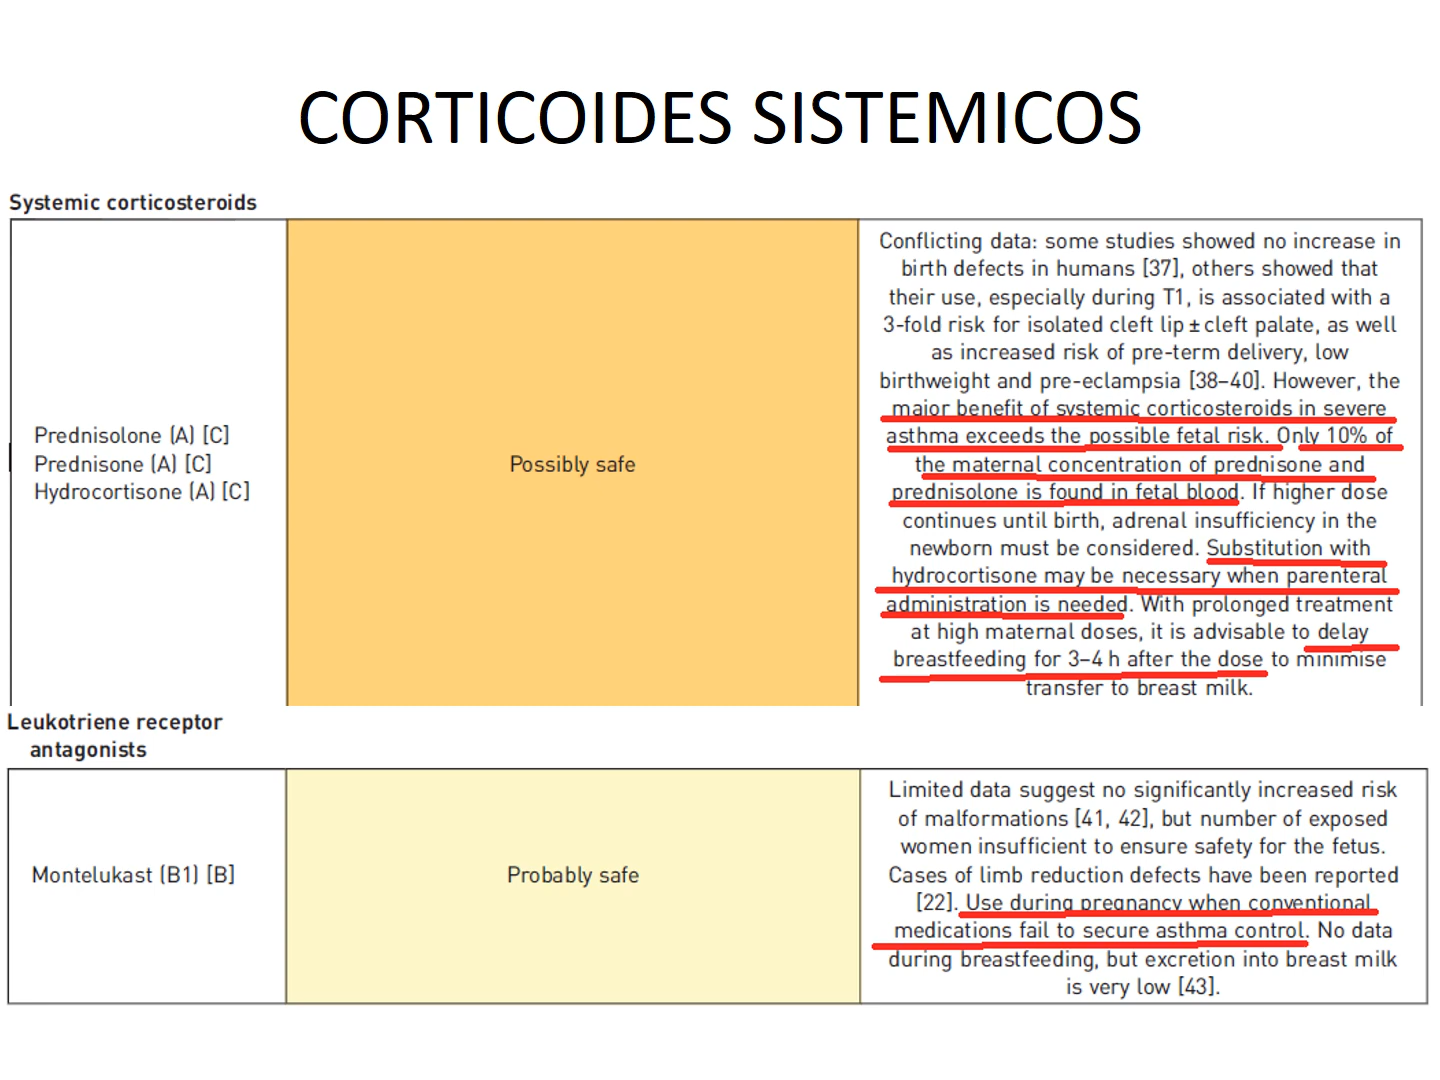 CORTICOIDES SISTEMICOS
Systemic corticosteroids
Prednisolone (A) [C]
Prednisone (A) [C]
Hydrocortisone (A) [C]
Possibly safe
Conflicting data: some studies showed no increase in
birth defects in humans [37], others showed that
their use, especially during T1, is associated with a
3-fold risk for isolated cleft lip ± cleft palate, as well
as increased risk of pre-term delivery, low
birthweight and pre-eclampsia [38–40]. However, the
major benefit of systemic corticosteroids in severe
asthma exceeds the possible fetal risk. Only 10% of
the maternal concentration of prednisone and
prednisolone is found in fetal blood. If higher dose
continues until birth, adrenal insufficiency in the
newborn must be considered. Substitution with
hydrocortisone may be necessary when parenteral
administration is needed. With prolonged treatment
at high maternal doses, it is advisable to delay
breastfeeding for 3–4 h after the dose to minimise
transfer to breast milk.
Leukotriene receptor
antagonists
Montelukast (B1) [B]
Probably safe
Limited data suggest no significantly increased risk
of malformations [41, 42], but number of exposed
women insufficient to ensure safety for the fetus.
Cases of limb reduction defects have been reported
[22]. Use during pregnancy when conventional
medications fail to secure asthma control. No data
during breastfeeding, but excretion into breast milk
is very low [43].